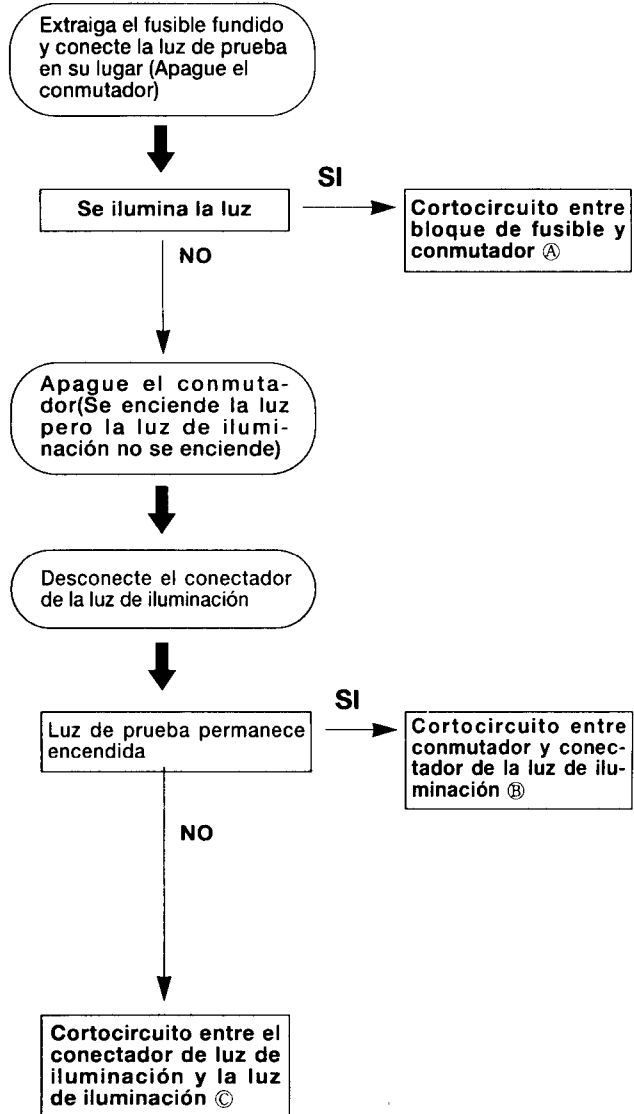 Extraiga el fusible fundido
y conecte la luz de prueba
en su lugar (Apague el
conmutador)
Se ilumina la luz
SI
Cortocircuito entre
bloque de fusible y
conmutador Ⓐ
NO
Apague el conmuta-
dor(Se enciende la luz
pero la luz de ilumi-
nación no se enciende)
Desconecte el conectador
de la luz de iluminación
Luz de prueba permanece
encendida
SI
Cortocircuito entre
conmutador y conec-
tador de la luz de ilu-
minación Ⓑ
NO
Cortocircuito entre el
conectador de luz de
iluminación y la luz
de iluminación Ⓒ